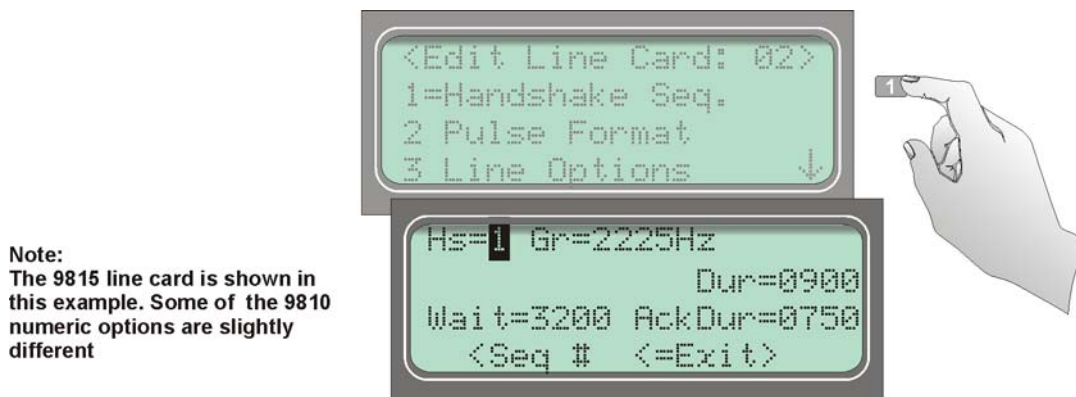 <Edit Line Card: 02>
1=Handshake Seq.
2 Pulse Format
3 Line Options ↓
1
Hs=1 Gr=2225Hz
Dur=0900
Wait=3200 AckDur=0750
<Seq # <=Exit>
Note:
The 9815 line card is shown in
this example. Some of the 9810
numeric options are slightly
different